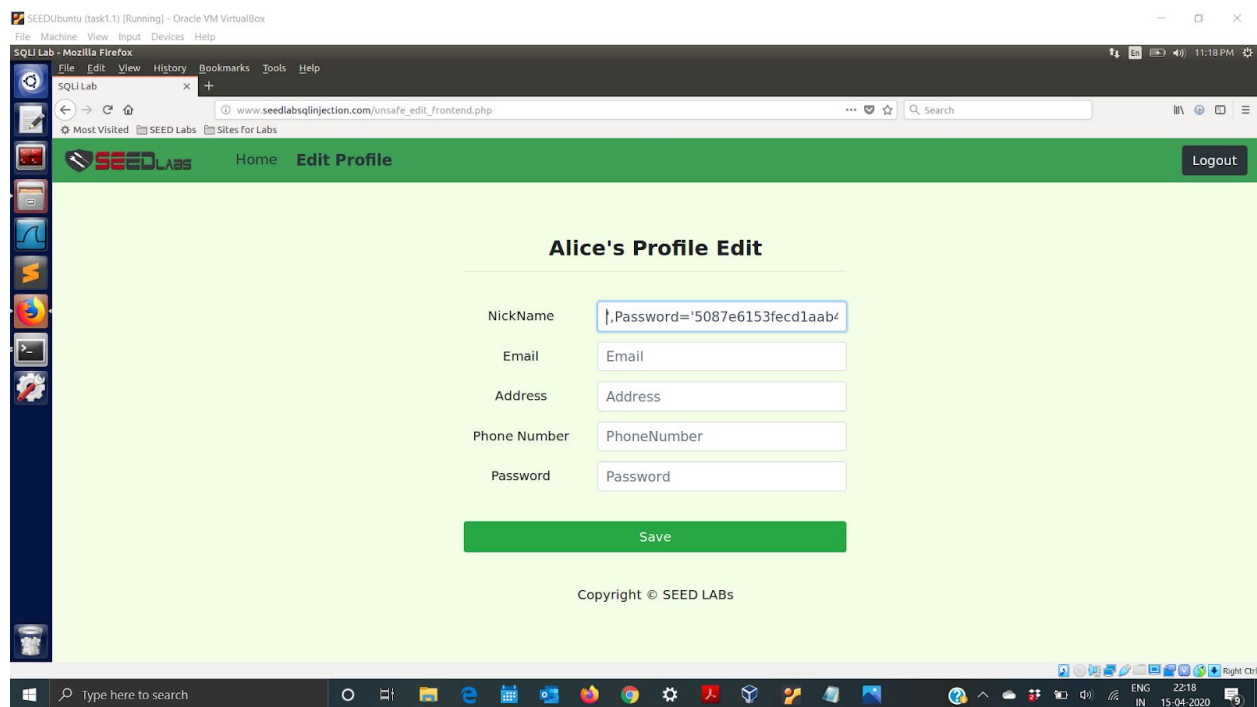 SEEDUbuntu (task1.1) [Running] - Oracle VM VirtualBox
File Machine View Input Devices Help
SQLi Lab - Mozilla Firefox
En 11:18 PM
File Edit View History Bookmarks Tools Help
SQLi Lab
www.seedlabsqlinjection.com/unsafe_edit_frontend.php
Search
Most Visited SEED Labs Sites for Labs
SEEDLABS Home Edit Profile Logout
Alice's Profile Edit
NickName ',Password='5087e6153fecd1aab4
Email Email
Address Address
Phone Number PhoneNumber
Password Password
Save
Copyright © SEED LABs
Right Ctrl
Type here to search
ENG 22:18
IN 15-04-2020